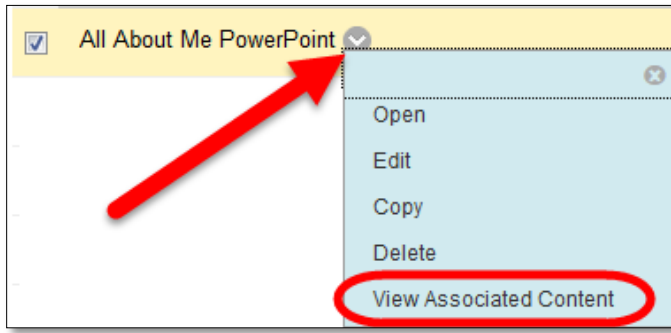 All About Me PowerPoint
Open
Edit
Copy
Delete
View Associated Content